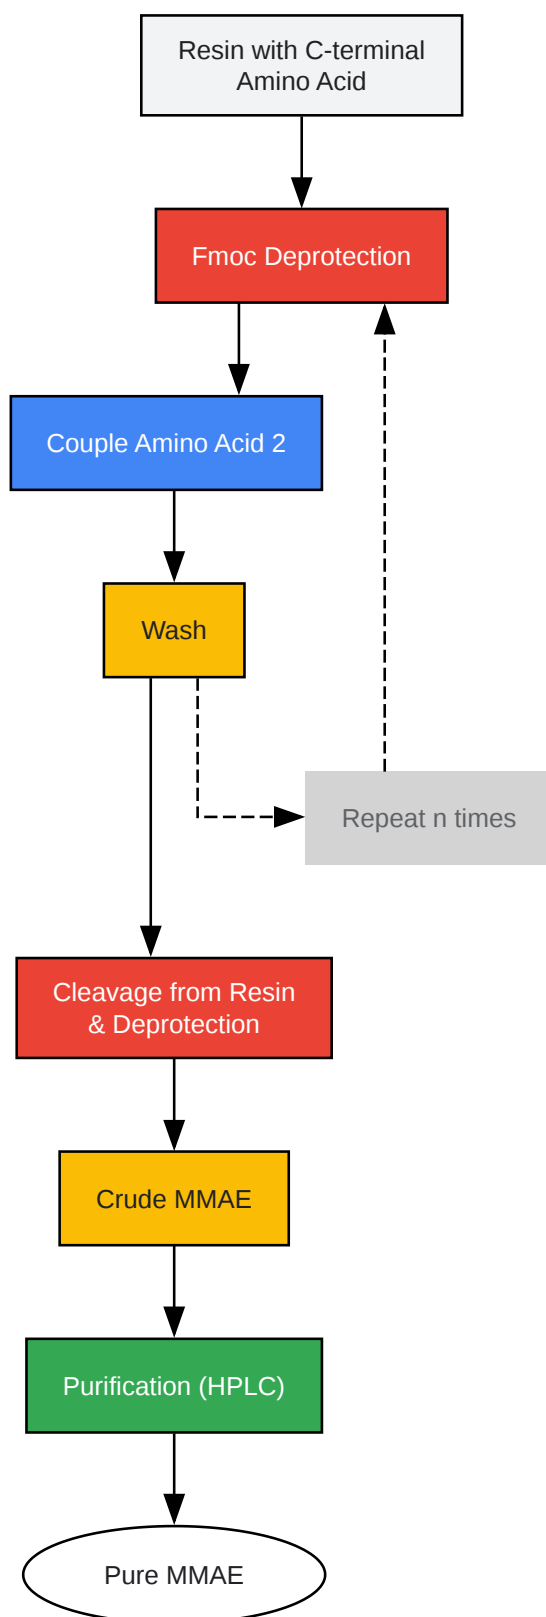 Resin with C-terminal
Amino Acid
Fmoc Deprotection
Couple Amino Acid 2
Wash
Repeat n times
Cleavage from Resin
& Deprotection
Crude MMAE
Purification (HPLC)
Pure MMAE